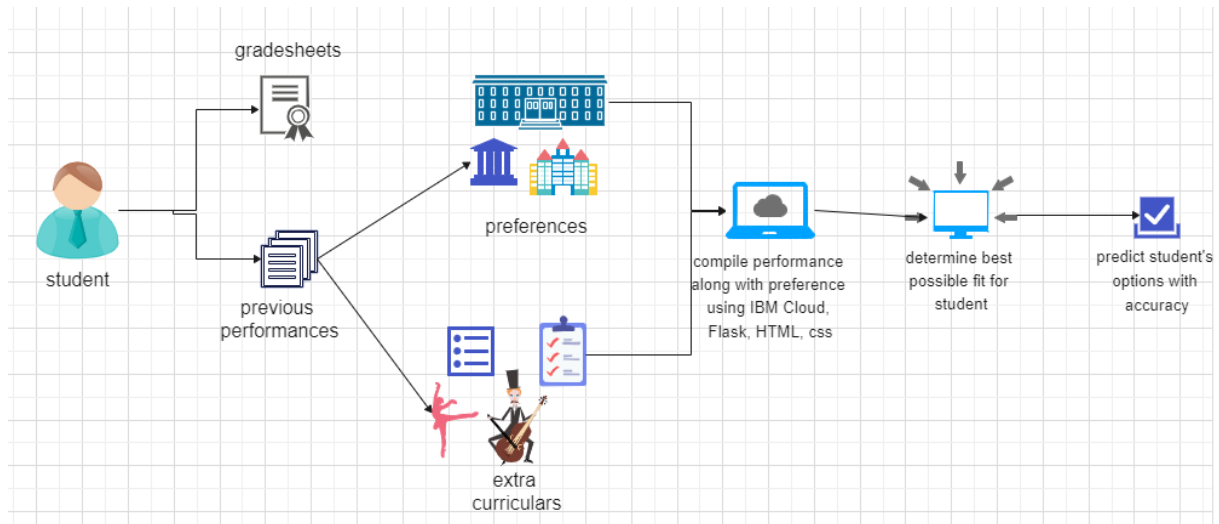 gradesheets
student
previous
performances
preferences
extra
curriculars
compile performance
along with preference
using IBM Cloud,
Flask, HTML, css
determine best
possible fit for
student
predict student's
options with
accuracy